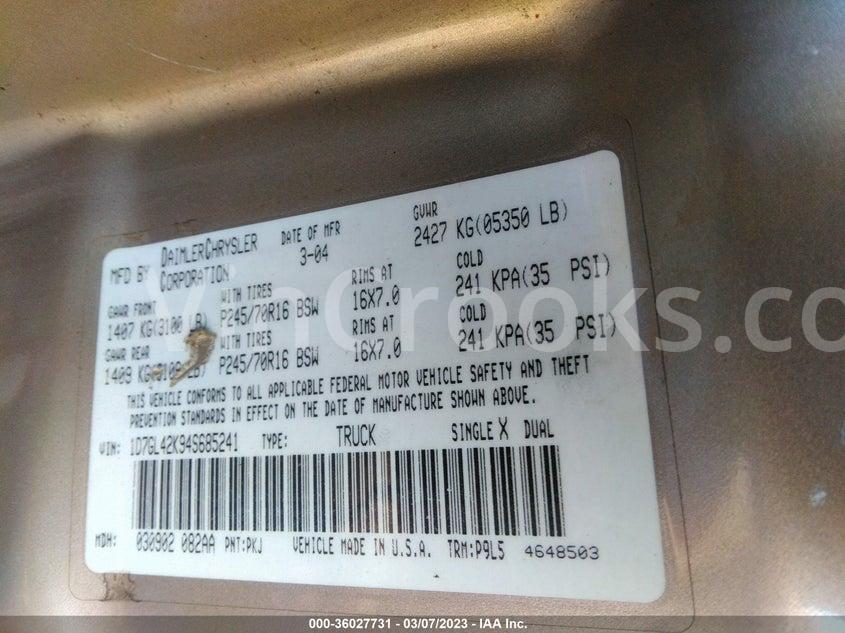 MFD BY DAIMLERCHRYSLER CORPORATION DATE OF MFR 3-04 GVWR 2427 KG(05350 LB)
GAWR FRONT WITH TIRES RIMS AT COLD
1407 KG(3100 LB) P245/70R16 BSW 16X7.0 241 KPA(35 PSI)
GAWR REAR WITH TIRES RIMS AT COLD
1409 LB) P245/70R16 BSW 16X7.0 241 KPA(35 PSI)
THIS VEHICLE CONFORMS TO ALL APPLICABLE FEDERAL MOTOR VEHICLE SAFETY AND THEFT
PREVENTION STANDARDS IN EFFECT ON THE DATE OF MANUFACTURE SHOWN ABOVE.
VIN: 1D7GL42K94S685241 TYPE: TRUCK SINGLE X DUAL
MDH: 030902 082AA PNT:PKJ VEHICLE MADE IN U.S.A. TRM:P9L5 4648503
VinCrooks.com
000-36027731 - 03/07/2023 - IAA Inc.